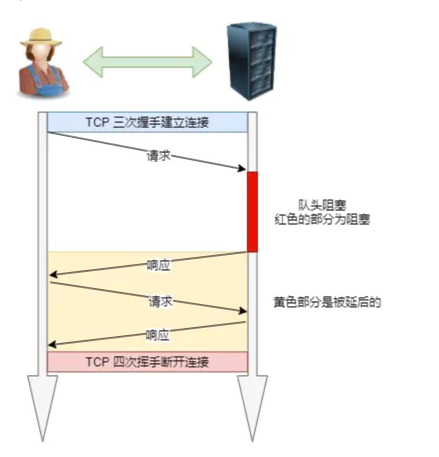 TCP 三次握手建立连接
请求
队头阻塞
红色的部分为阻塞
响应
请求
黄色部分是被延后的
响应
TCP 四次挥手断开连接